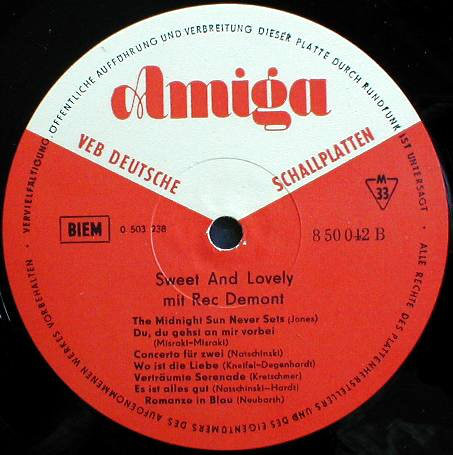 VERVIELFÄLTIGUNG, ÖFFENTLICHE AUFFÜHRUNG UND VERBREITUNG DIESER PLATTE DURCH RUNDFUNK IST UNTERSAGT • ALLE RECHTE DES PLATTENHERSTELLERS UND DES EIGENTÜMERS DES AUFGENOMMENEN WERKES VORBEHALTEN •
Amiga
VEB DEUTSCHE SCHALLPLATTEN
M
33
BIEM
0 503 238
8 50 042 B
Sweet And Lovely
mit Rec Demont
The Midnight Sun Never Sets (Jones)
Du, du gehst an mir vorbei
(Misraki-Misraki)
Concerto für zwei (Natschinski)
Wo ist die Liebe (Kneifel-Degenhardt)
Verträumte Serenade (Kretschmer)
Es ist alles gut (Natschinski-Hardt)
Romanze in Blau (Neubarth)